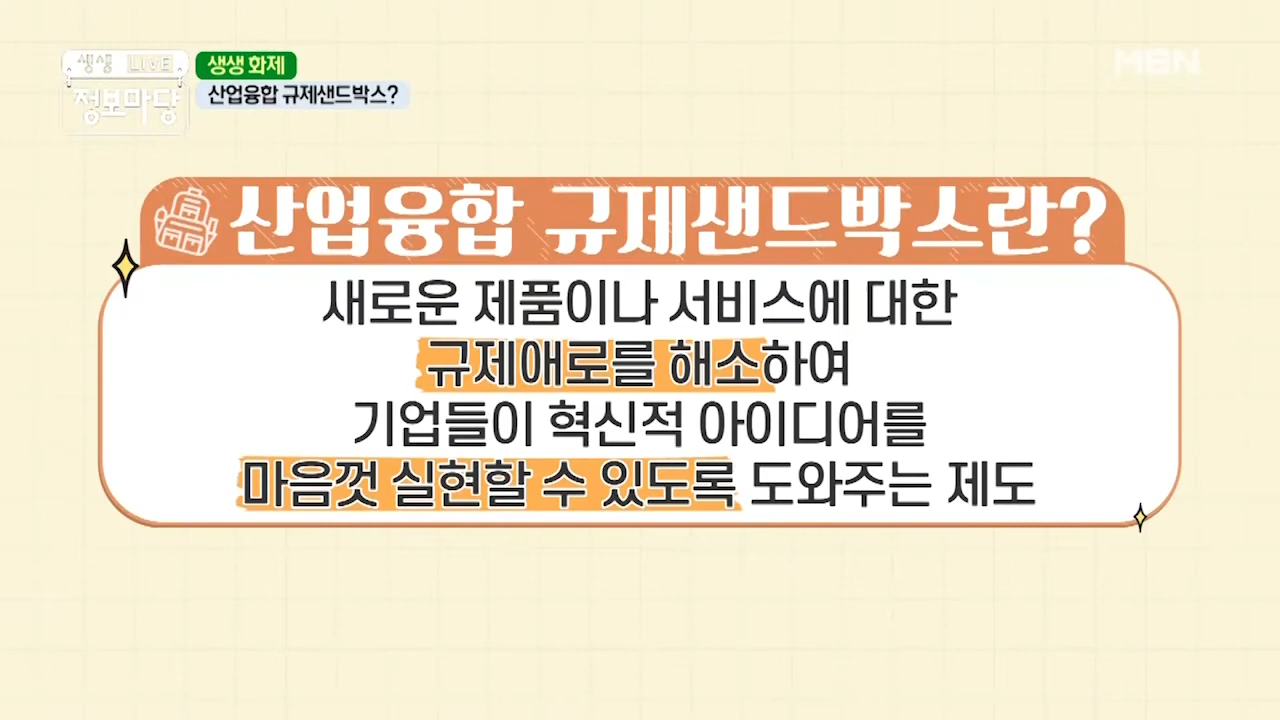 생생 LIVE
정보마당
생생 화제
산업융합 규제샌드박스?
MBN
산업융합 규제샌드박스란?
새로운 제품이나 서비스에 대한
규제애로를 해소하여
기업들이 혁신적 아이디어를
마음껏 실현할 수 있도록 도와주는 제도